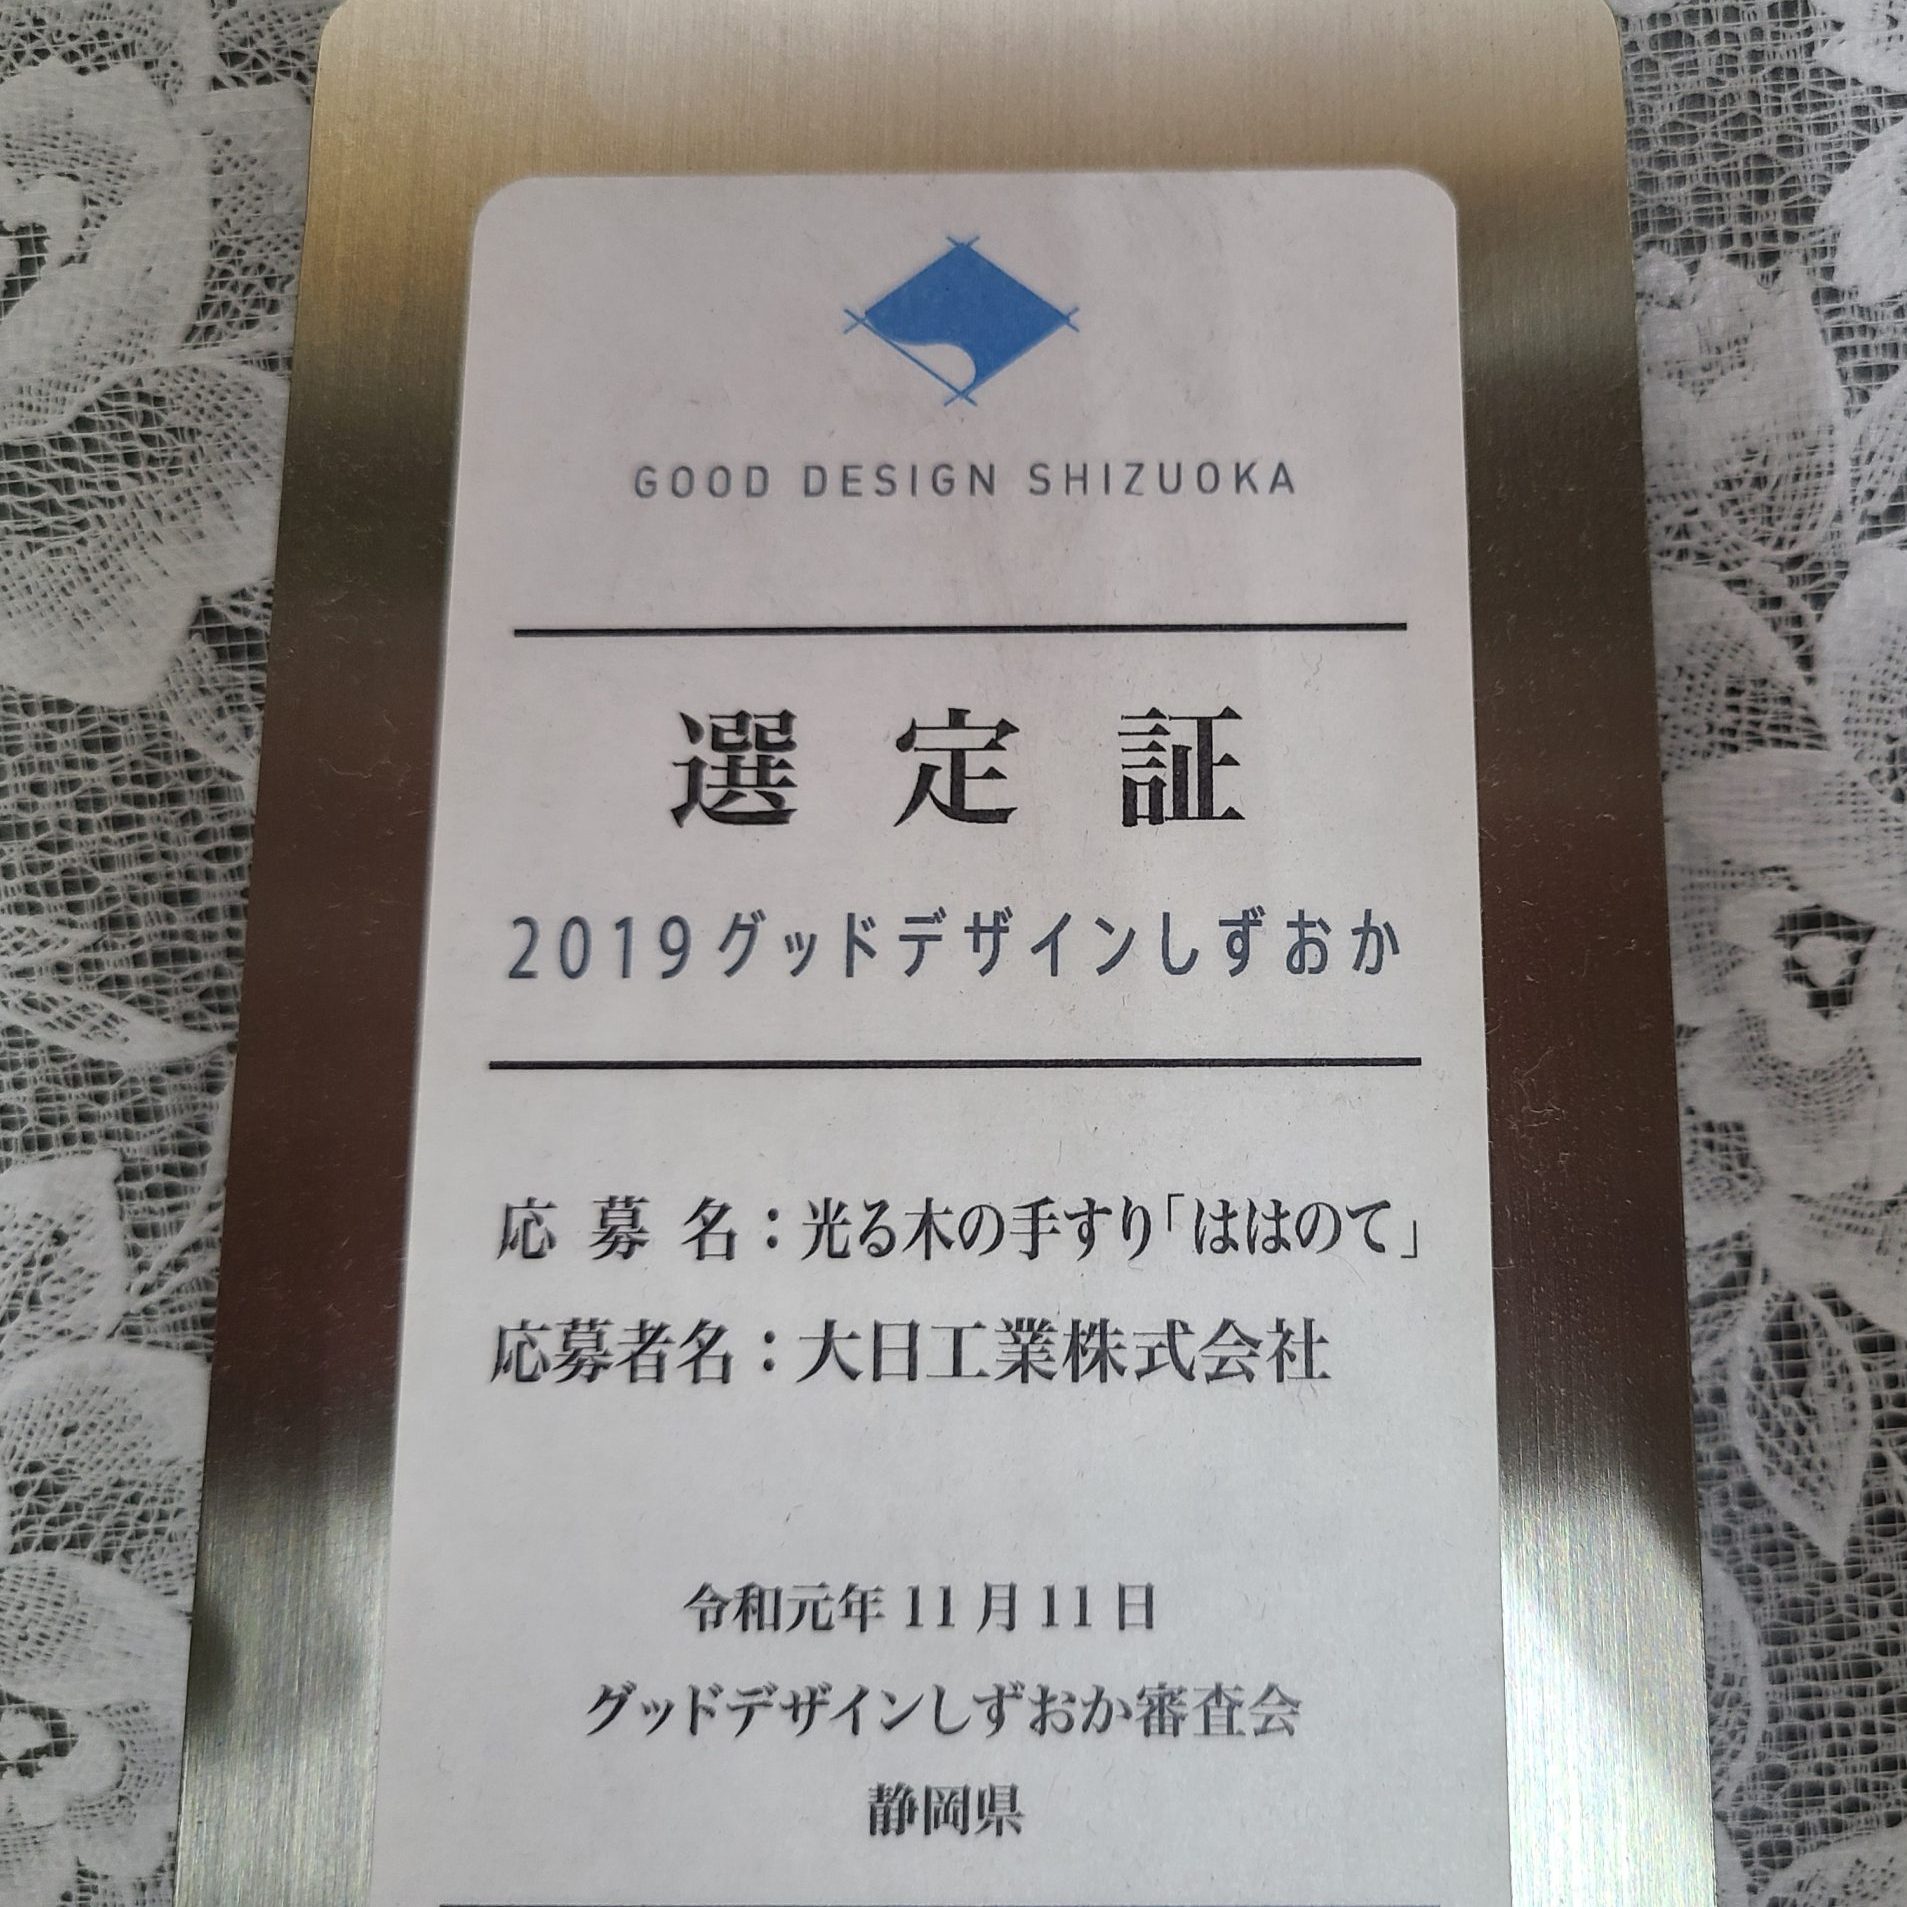 GOOD DESIGN SHIZUOKA
選定証
2019グッドデザインしずおか
応募名：光る木の手すり「ははのて」
応募者名：大日工業株式会社
令和元年11月11日
グッドデザインしずおか審査会
静岡県